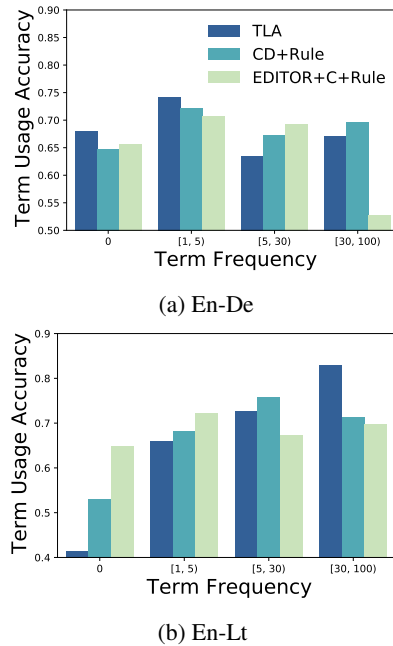 0.90
0.85
0.80
0.75
0.70
0.65
0.60
0.55
0.50
Term Usage Accuracy
TLA
CD+Rule
EDITOR+C+Rule
0 [1, 5) [5, 30) [30, 100)
Term Frequency
(a) En-De
0.9
0.8
0.7
0.6
0.5
0.4
Term Usage Accuracy
0 [1, 5) [5, 30) [30, 100)
Term Frequency
(b) En-Lt